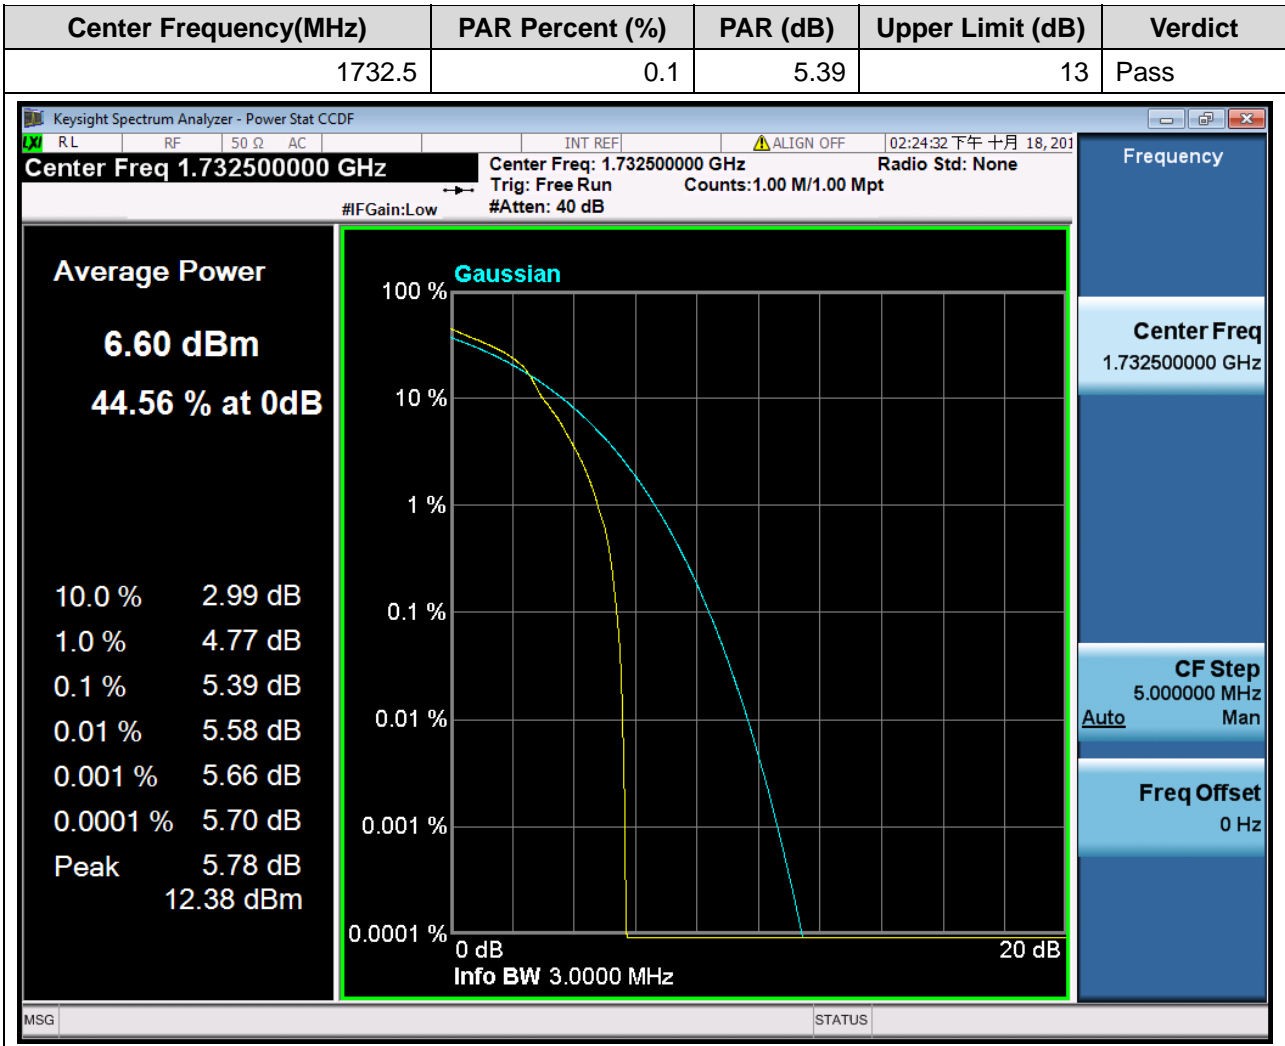 Center Frequency(MHz) PAR Percent (%) PAR (dB) Upper Limit (dB) Verdict
1732.5 0.1 5.39 13 Pass
Keysight Spectrum Analyzer - Power Stat CCDF
LXI RL RF 50 Ω AC INT REF ALIGN OFF 02:24:32 下午 十月 18, 201
Center Freq 1.732500000 GHz
Center Freq: 1.732500000 GHz Radio Std: None
Trig: Free Run Counts:1.00 M/1.00 Mpt
#IFGain:Low #Atten: 40 dB
Average Power
6.60 dBm
44.56 % at 0dB
10.0 % 2.99 dB
1.0 % 4.77 dB
0.1 % 5.39 dB
0.01 % 5.58 dB
0.001 % 5.66 dB
0.0001 % 5.70 dB
Peak 5.78 dB
12.38 dBm
Gaussian
100 %
10 %
1 %
0.1 %
0.01 %
0.001 %
0.0001 %
0 dB 20 dB
Info BW 3.0000 MHz
Frequency
Center Freq
1.732500000 GHz
CF Step
5.000000 MHz
Auto Man
Freq Offset
0 Hz
MSG STATUS